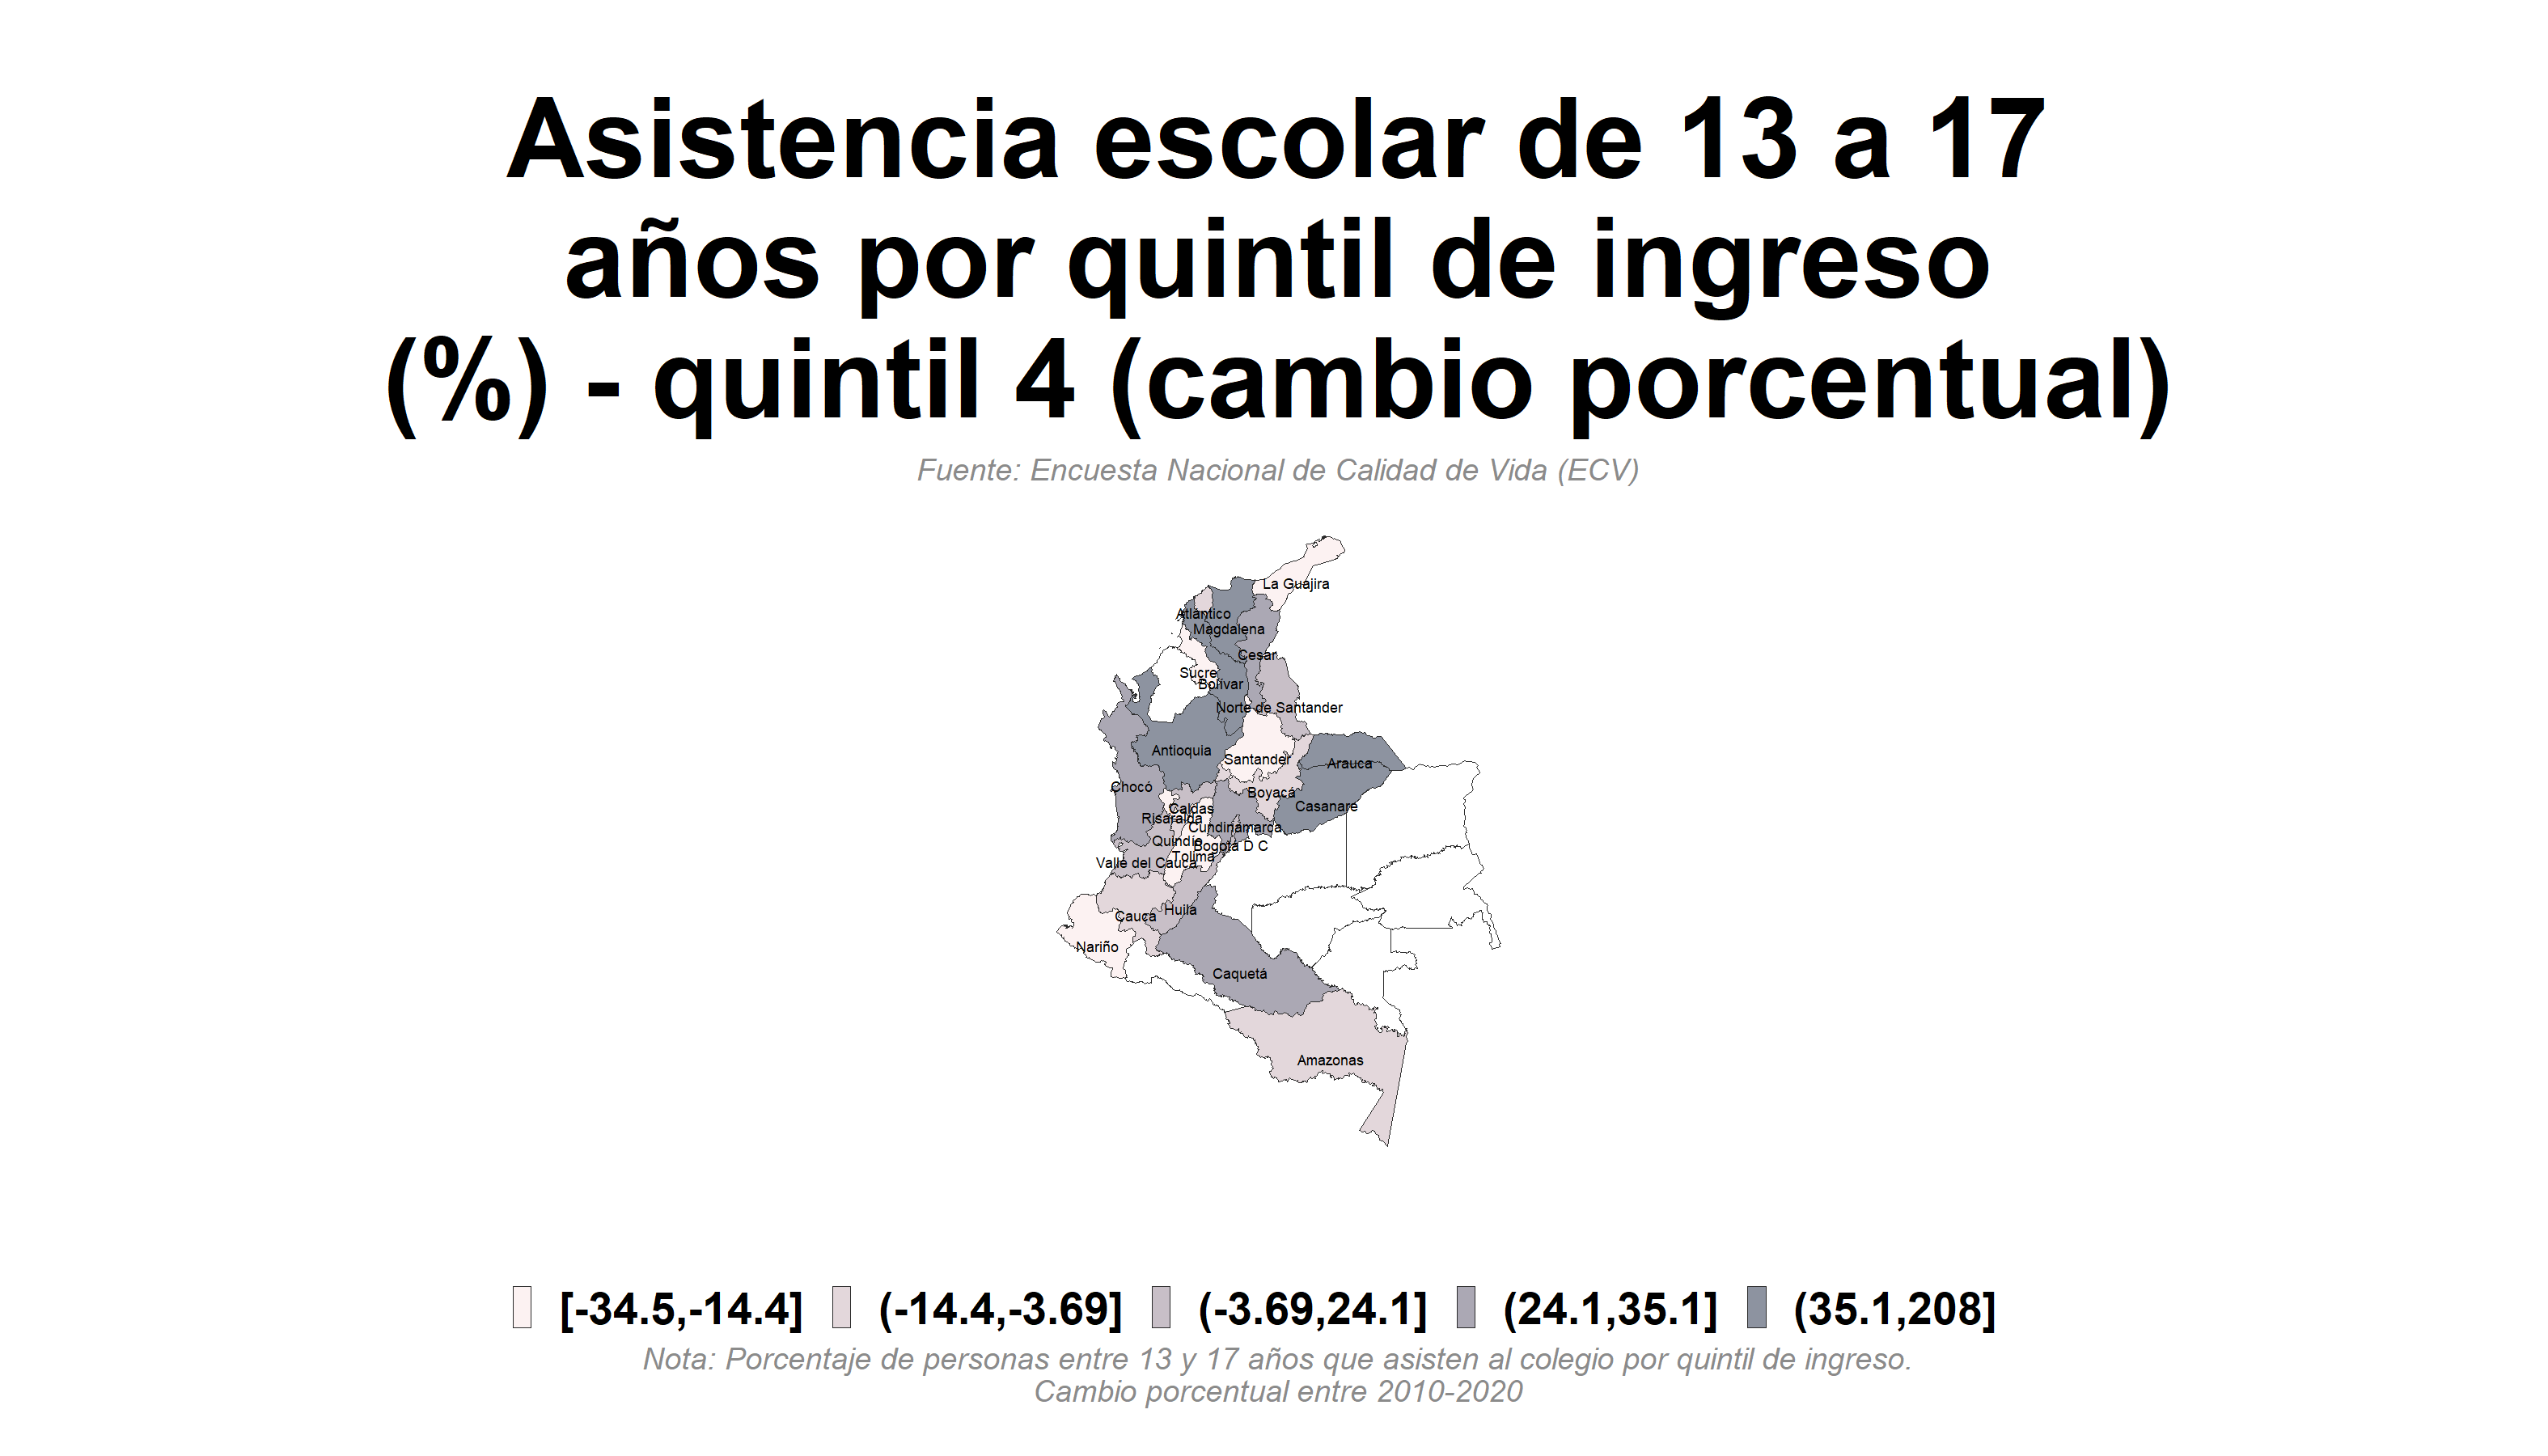 Asistencia escolar de 13 a 17
años por quintil de ingreso
(%) - quintil 4 (cambio porcentual)
Fuente: Encuesta Nacional de Calidad de Vida (ECV)
La Guajira
Atlántico
Magdalena
Cesar
Sucre
Bolívar
Norte de Santander
Antioquia
Santander
Arauca
Chocó
Boyacá
Casanare
Caldas
Risaralda
Cundinamarca
Quindío
Bogotá D C
Tolima
Valle del Cauca
Huila
Cauca
Nariño
Caquetá
Amazonas
[-34.5,-14.4] (-14.4,-3.69] (-3.69,24.1] (24.1,35.1] (35.1,208]
Nota: Porcentaje de personas entre 13 y 17 años que asisten al colegio por quintil de ingreso.
Cambio porcentual entre 2010-2020